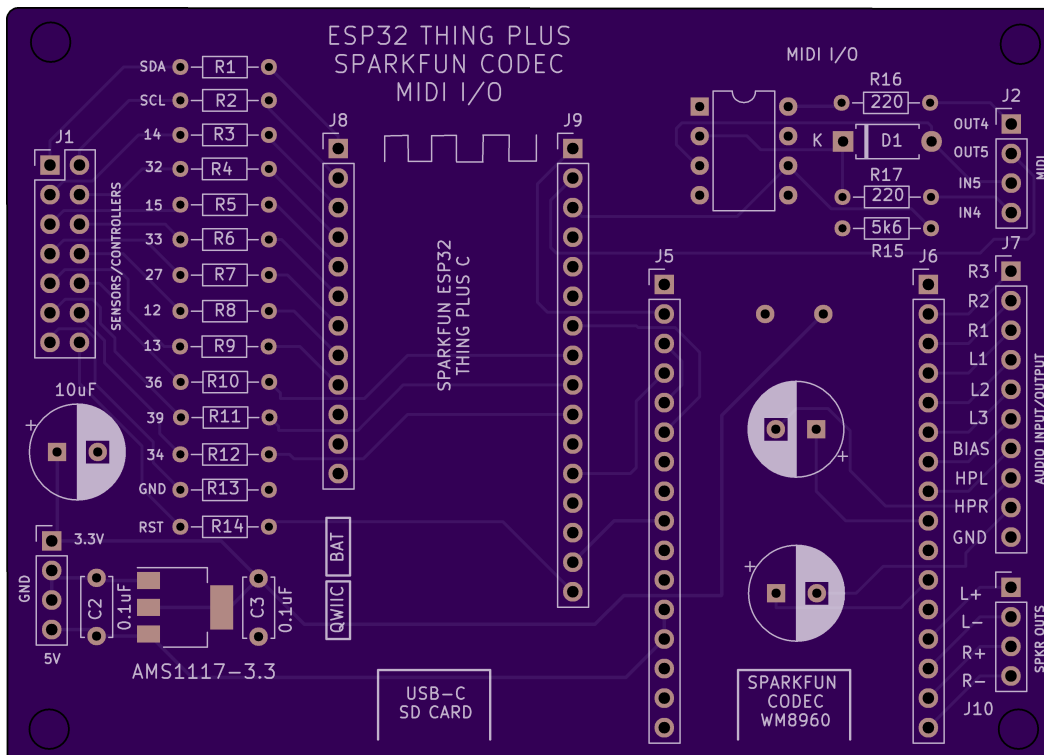 ESP32 THING PLUS
SPARKFUN CODEC
MIDI I/O
MIDI I/O
SDA
R1
SCL
R2
14
R3
32
R4
15
R5
33
R6
27
R7
12
R8
13
R9
36
R10
39
R11
34
R12
GND
R13
RST
R14
J1
SENSORS/CONTROLLERS
J8
J9
SPARKFUN ESP32
THING PLUS C
R16
220
K
D1
R17
220
5k6
R15
J2
OUT4
OUT5
IN5
IN4
MIDI
J5
J6
J7
R3
R2
R1
L1
L2
L3
BIAS
HPL
HPR
GND
AUDIO INPUT/OUTPUT
10uF
+
+
+
3.3V
GND
5V
C2
0.1uF
C3
0.1uF
AMS1117-3.3
BAT
QWIIC
USB-C
SD CARD
SPARKFUN
CODEC
WM8960
L+
L-
R+
R-
SPKR OUTS
J10